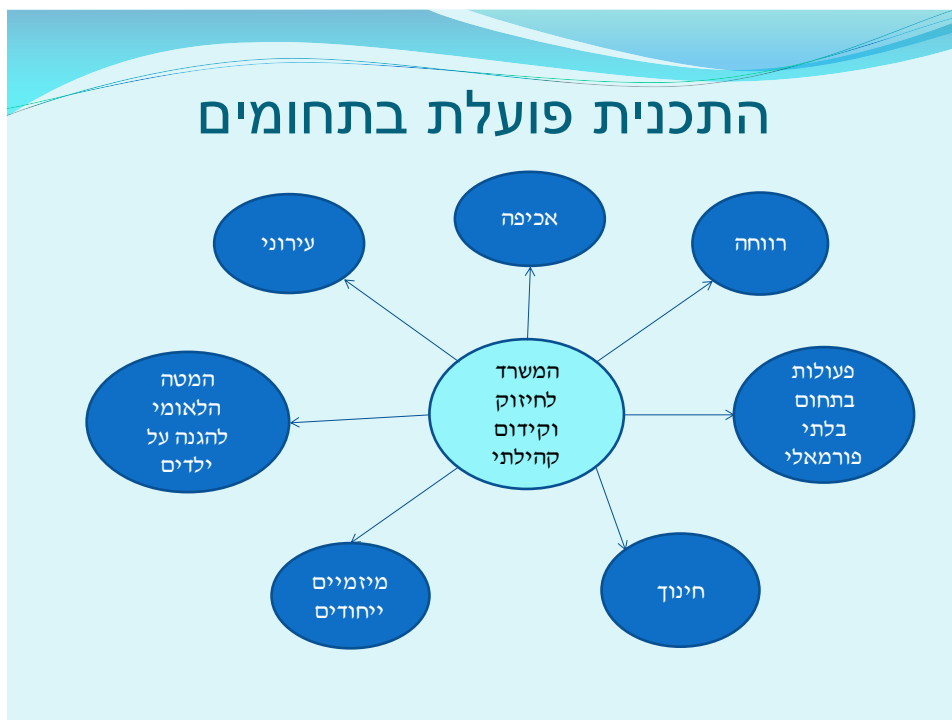 התכנית פועלת בתחומים
רווחה
אכיפה
עירוני
פעולות
בתחום
בלתי
פורמאלי
המשרד
לחיזוק
וקידום
קהילתי
המטה
הלאומי
להגנה על
ילדים
חינוך
מיזמיים
ייחודים